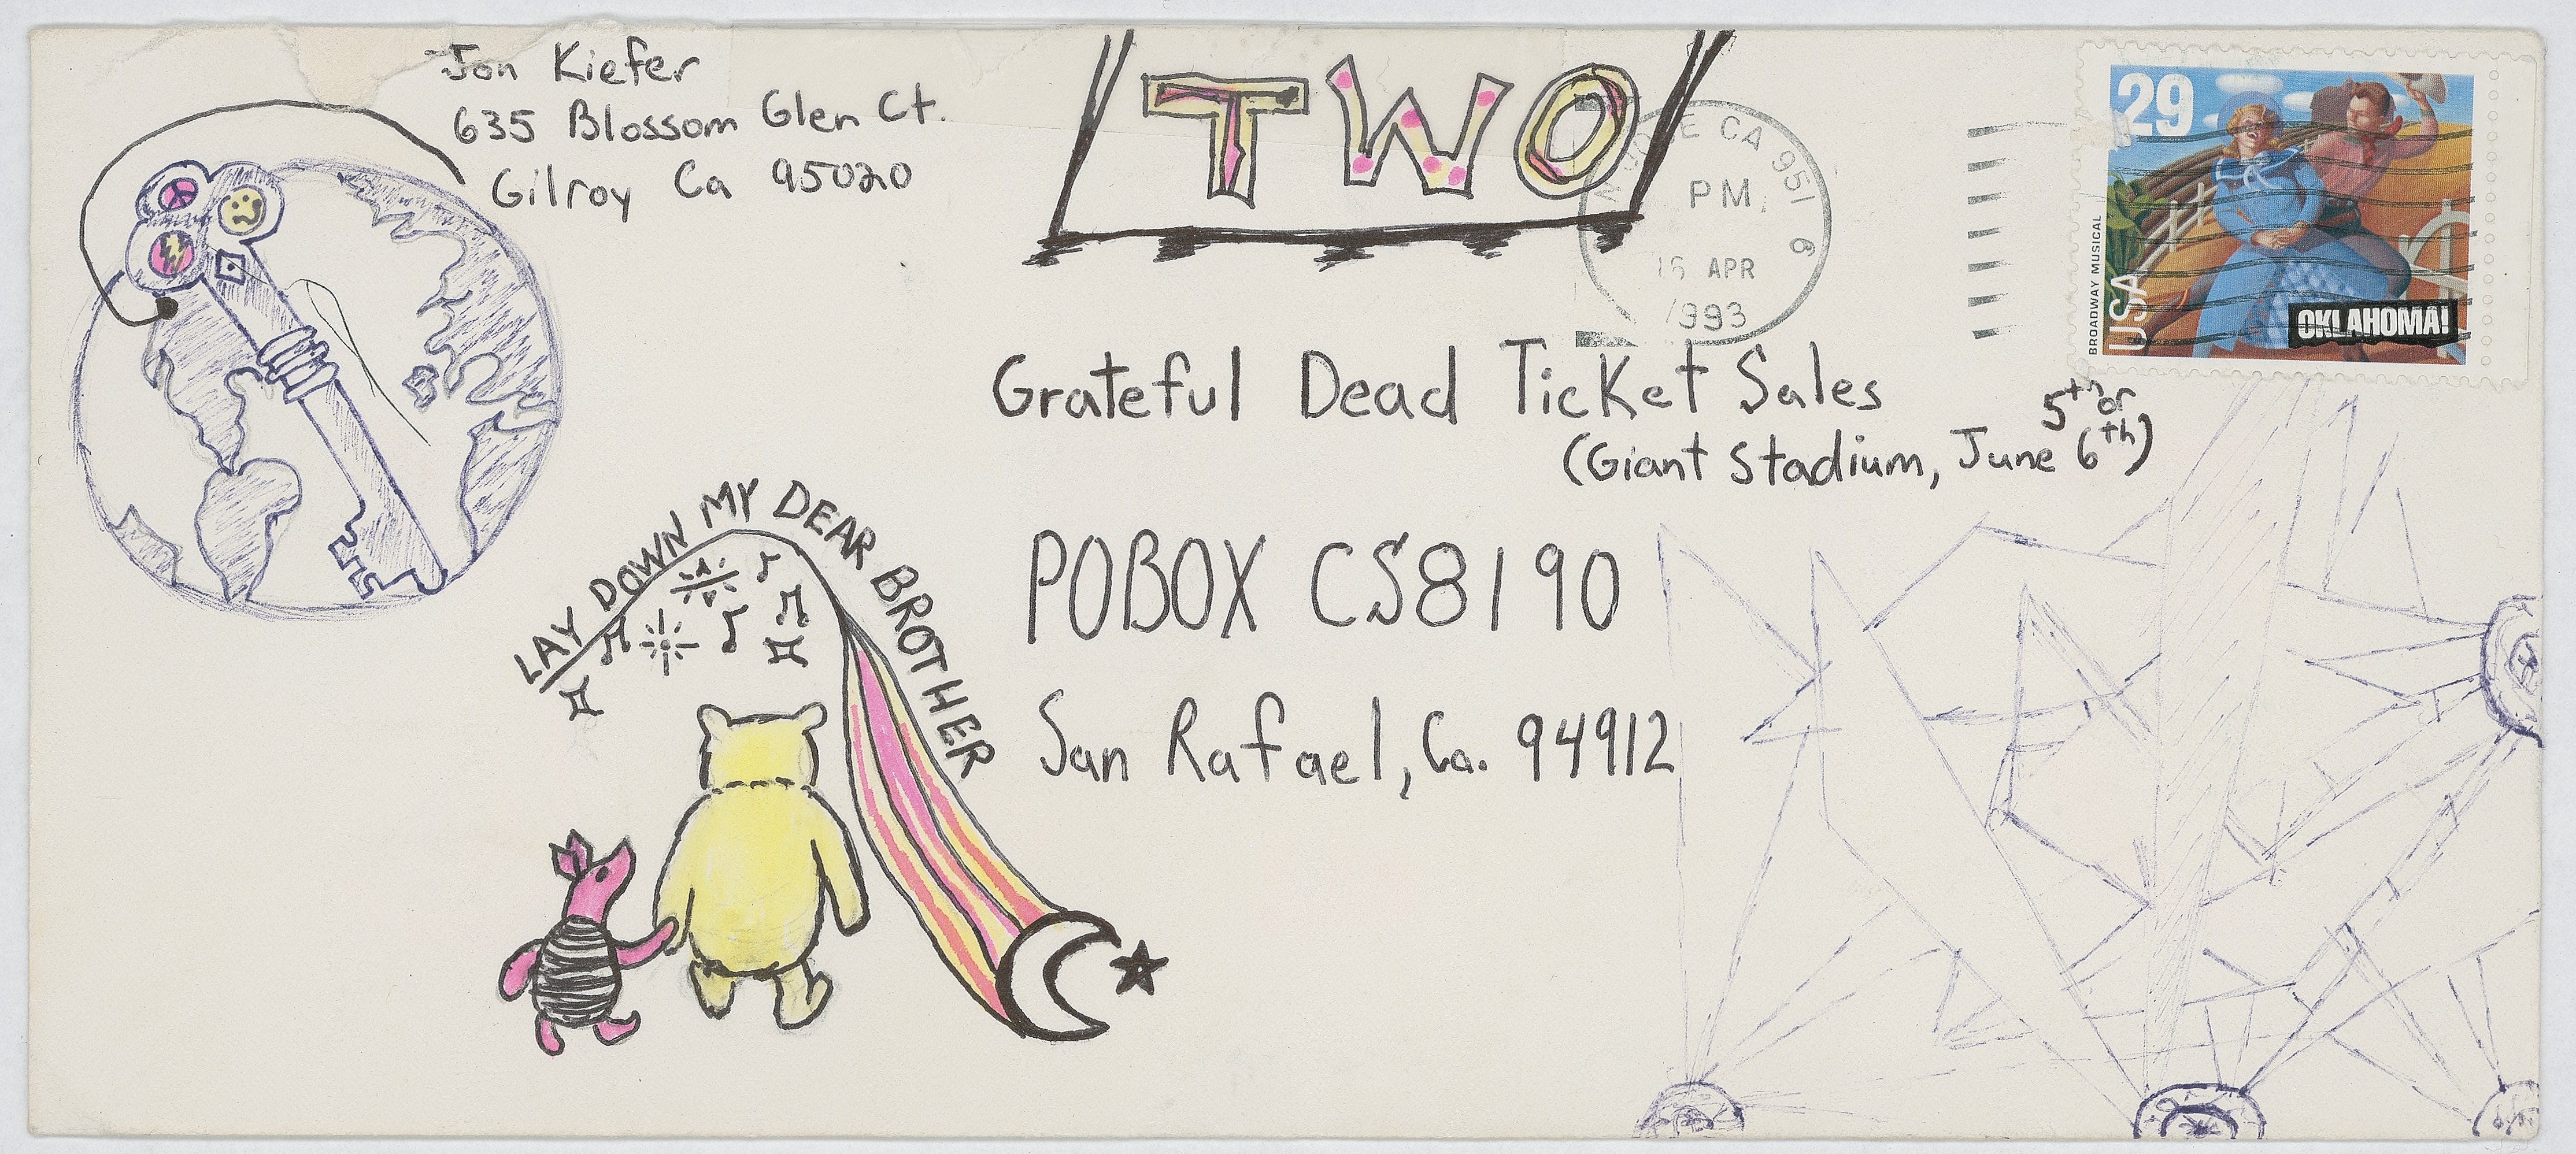 Jon Kiefer
635 Blossom Glen Ct.
Gilroy Ca 95020
TWO
CA 951
PM
6
16 APR
1993
29
BROADWAY MUSICAL
USA
OKLAHOMA!
Grateful Dead Ticket Sales
5th or
(Giant Stadium, June 6th)
LAY DOWN MY DEAR BROTHER
POBOX CS8190
San Rafael, Ca. 94912